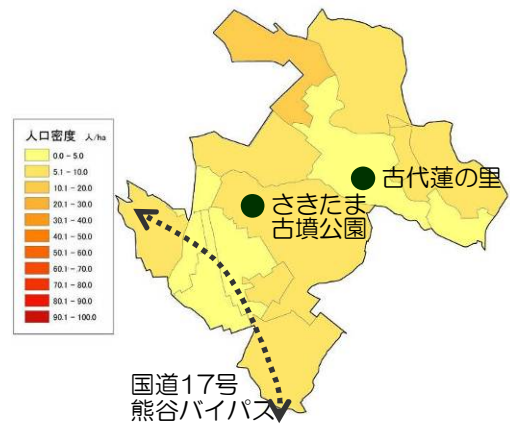 人口密度 人/ha
0.0 - 5.0
5.1 - 10.0
10.1 - 20.0
20.1 - 30.0
30.1 - 40.0
40.1 - 50.0
50.1 - 60.0
60.1 - 70.0
70.1 - 80.0
80.1 - 90.0
90.1 - 100.0
古代蓮の里
さきたま
古墳公園
国道17号
熊谷バイパス